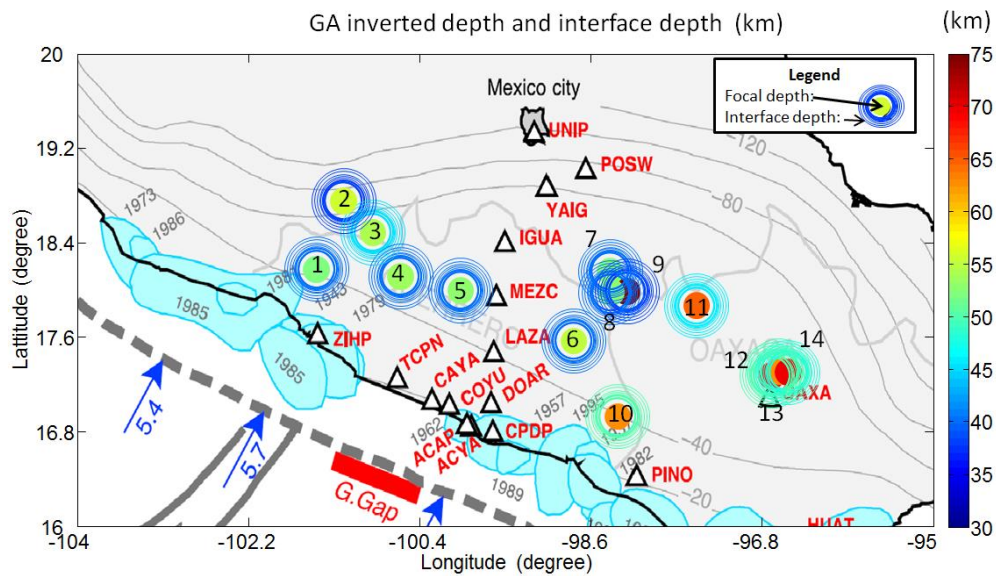 GA inverted depth and interface depth (km)
(km)
20
19.2
18.4
17.6
16.8
16
Lattitude (degree)
-104
-102.2
-100.4
-98.6
-96.8
-95
Longitude (degree)
75
70
65
60
55
50
45
40
35
30
Legend
Focal depth:
Interface depth:
Mexico city
UNIP
POSW
YAIG
IGUA
MEZC
LAZA
ZIHP
TCPN
CAYA
COYU
DOAR
CPDP
ACAP
ACYA
PINO
HUAT
OAXA
-120
-80
-40
-20
1973
1986
1985
1943
1979
1985
1962
1957
1995
1982
1989
1
2
3
4
5
6
7
8
9
10
11
12
13
14
5.4
5.7
G.Gap